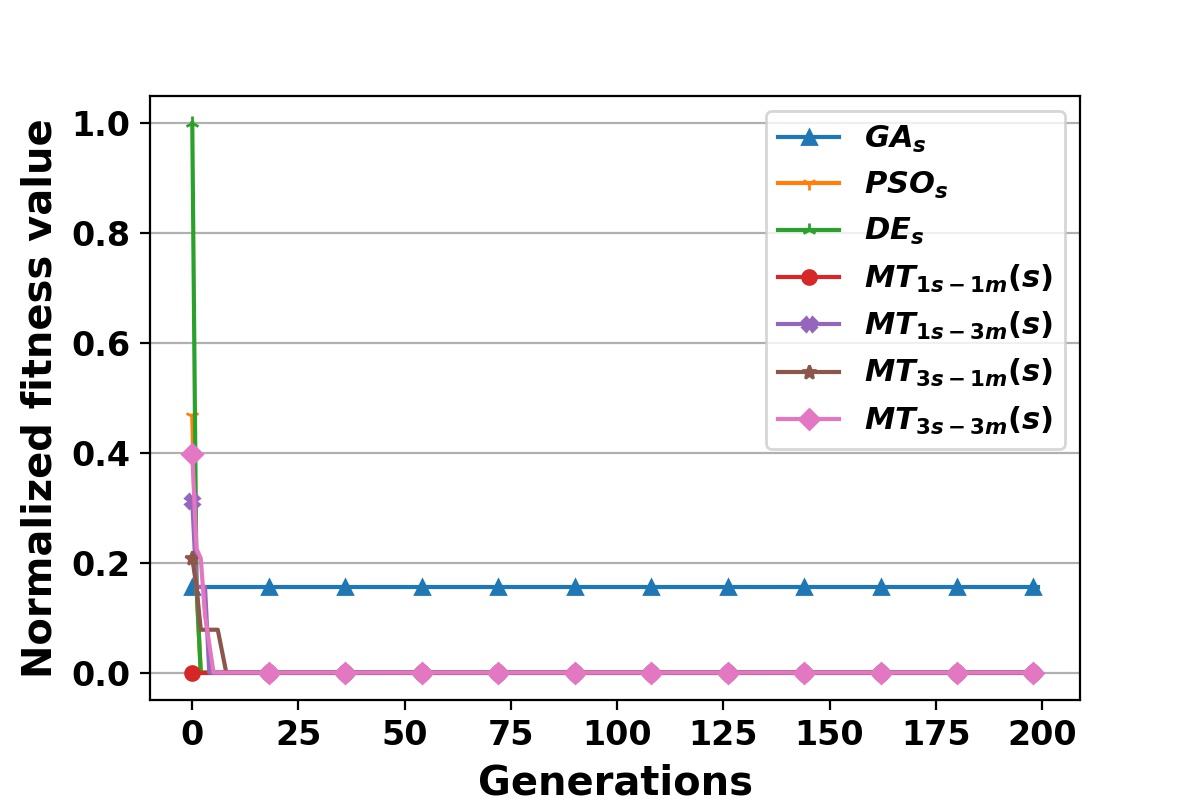 Normalized fitness value
1.0
0.8
0.6
0.4
0.2
0.0
GAₛ
PSOₛ
DEₛ
MT₁ₛ₋₁ₘ(s)
MT₁ₛ₋₃ₘ(s)
MT₃ₛ₋₁ₘ(s)
MT₃ₛ₋₃ₘ(s)
0 25 50 75 100 125 150 175 200
Generations